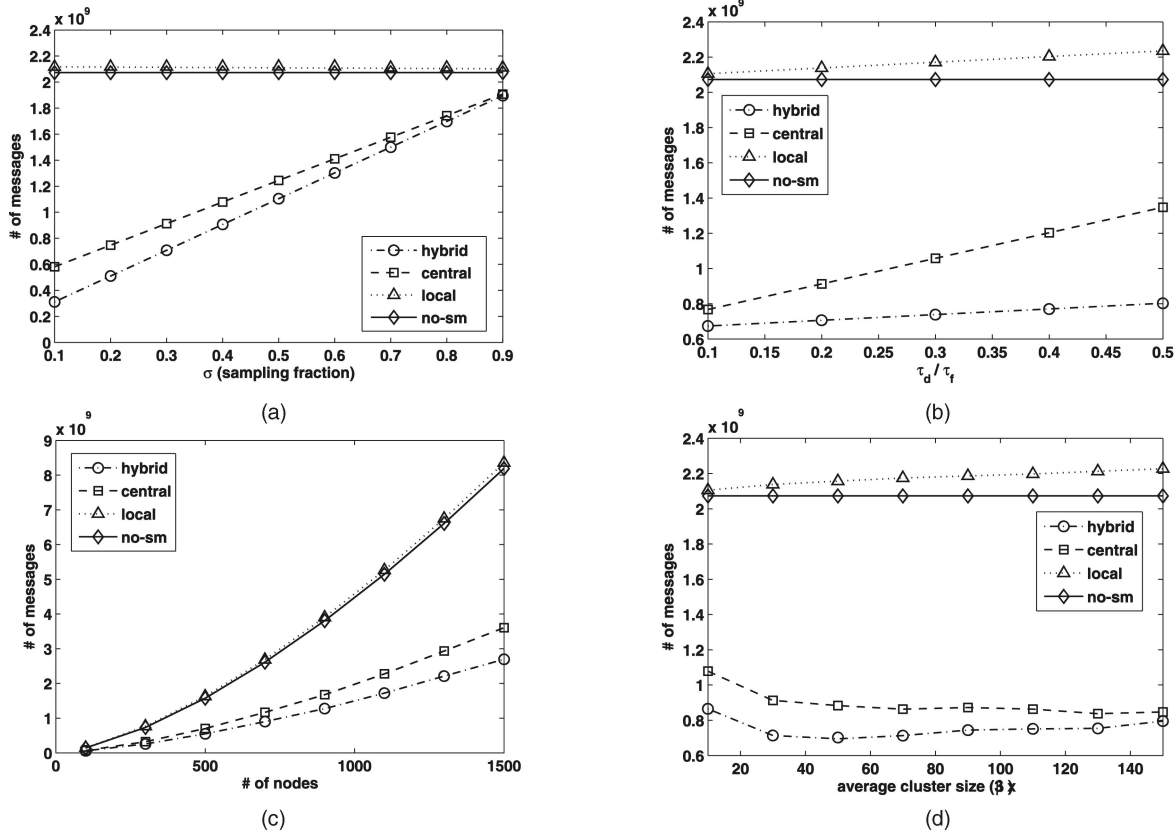 x 10^9
2.4
2.2
2
1.8
1.6
1.4
1.2
1
0.8
0.6
0.4
0.2
0
# of messages
hybrid
central
local
no-sm
0.1 0.2 0.3 0.4 0.5 0.6 0.7 0.8 0.9
σ (sampling fraction)
(a)
x 10^9
2.4
2.2
2
1.8
1.6
1.4
1.2
1
0.8
0.6
# of messages
hybrid
central
local
no-sm
0.1 0.15 0.2 0.25 0.3 0.35 0.4 0.45 0.5
τ_d / τ_f
(b)
x 10^9
9
8
7
6
5
4
3
2
1
0
# of messages
hybrid
central
local
no-sm
0 500 1000 1500
# of nodes
(c)
x 10^9
2.4
2.2
2
1.8
1.6
1.4
1.2
1
0.8
0.6
# of messages
hybrid
central
local
no-sm
20 40 60 80 100 120 140
average cluster size
(d)